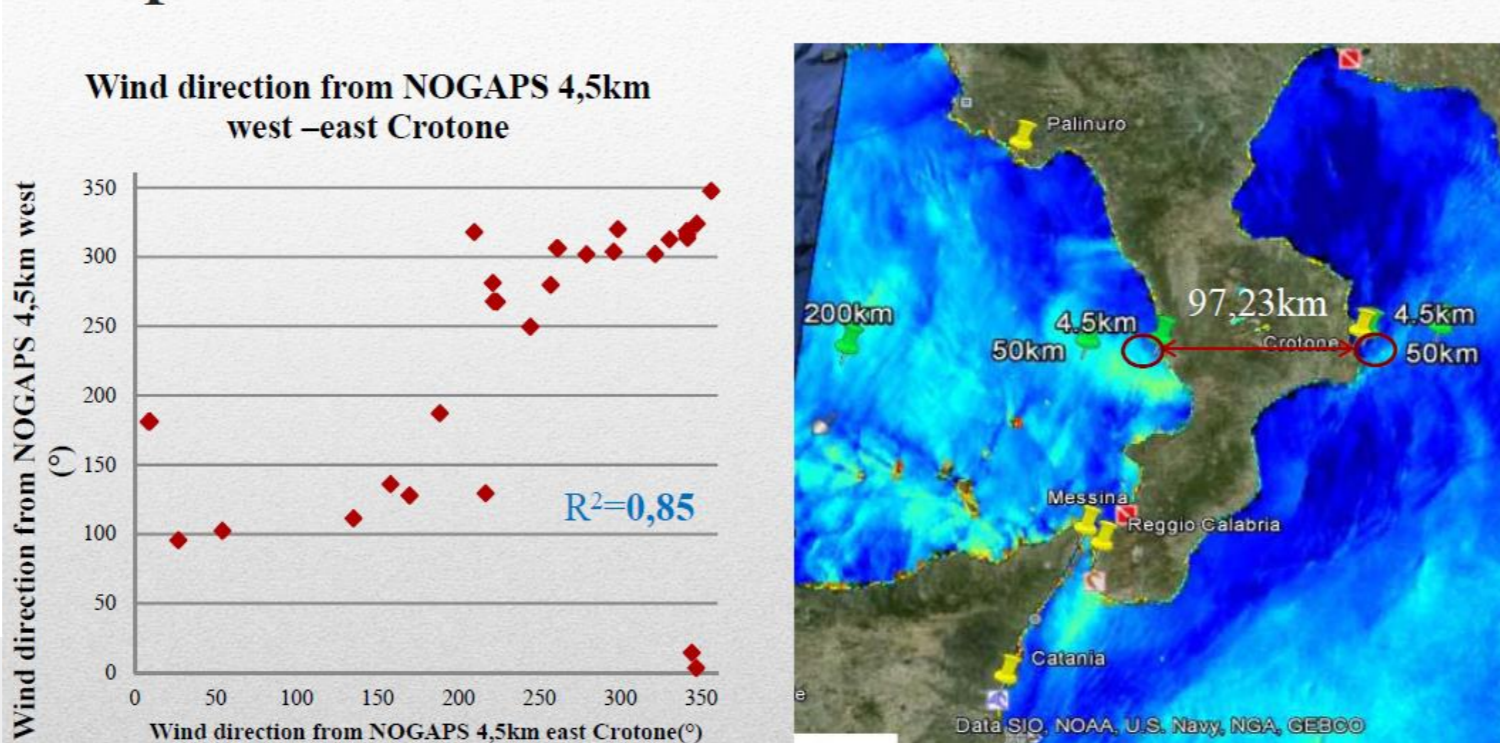 Wind direction from NOGAPS 4,5km
west –east Crotone
Wind direction from NOGAPS 4,5km west
(°)
350
300
250
200
150
100
50
0
R²=0,85
0 50 100 150 200 250 300 350
Wind direction from NOGAPS 4,5km east Crotone(°)
Palinuro
200km
4.5km
50km
97,23km
Crotone
4.5km
50km
Messina
Reggio Calabria
Catania
é
Data SIO, NOAA, U.S. Navy, NGA, GEBCO